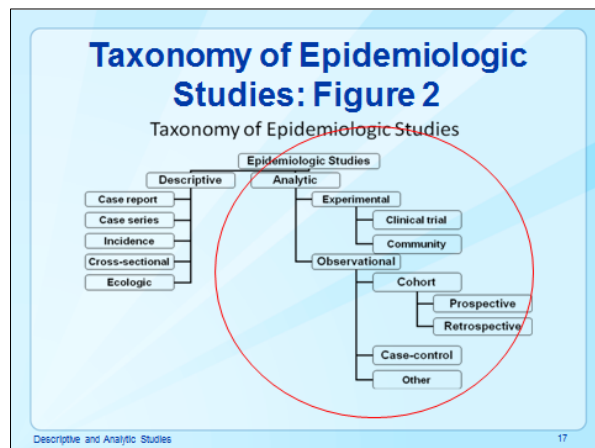 Taxonomy of Epidemiologic
Studies: Figure 2
Taxonomy of Epidemiologic Studies
Epidemiologic Studies
Descriptive
Analytic
Case report
Case series
Incidence
Cross-sectional
Ecologic
Experimental
Clinical trial
Community
Observational
Cohort
Prospective
Retrospective
Case-control
Other
Descriptive and Analytic Studies
17